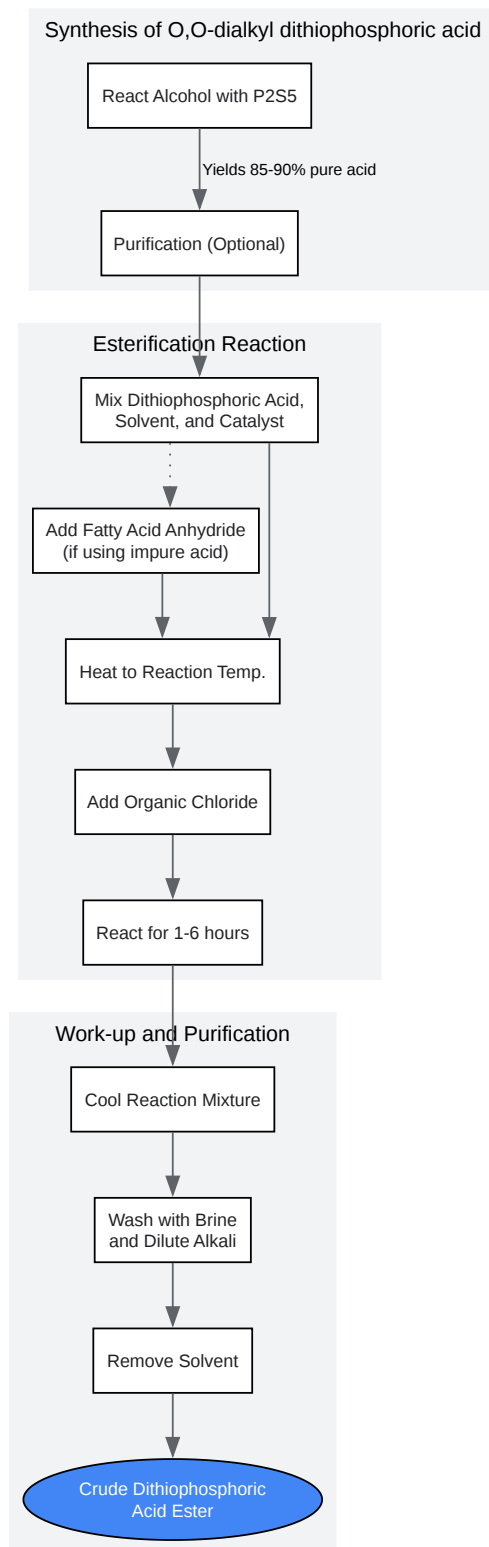 Synthesis of O,O-dialkyl dithiophosphoric acid
React Alcohol with P2S5
Yields 85-90% pure acid
Purification (Optional)
Esterification Reaction
Mix Dithiophosphoric Acid,
Solvent, and Catalyst
Add Fatty Acid Anhydride
(if using impure acid)
Heat to Reaction Temp.
Add Organic Chloride
React for 1-6 hours
Work-up and Purification
Cool Reaction Mixture
Wash with Brine
and Dilute Alkali
Remove Solvent
Crude Dithiophosphoric
Acid Ester